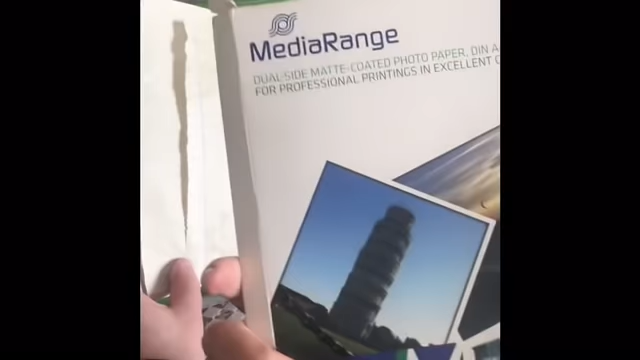 MediaRange
DUAL-SIDE MATTE-COATED PHOTO PAPER, DIN A
FOR PROFESSIONAL PRINTINGS IN EXCELLENT